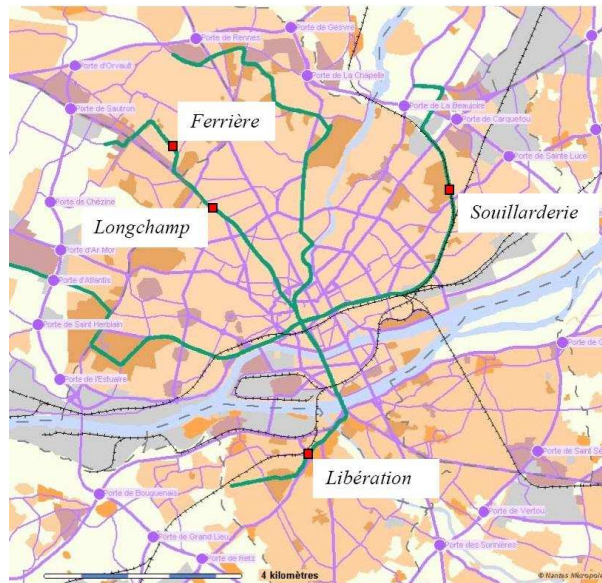 Porte de Gesvre
Porte de Rennes
Porte d'Orvault
Porte de La Chapelle
Porte de Sautron
Porte de La Beaujoire
Porte de Carquefou
Ferrière
Porte de Sainte Luce
Porte de Chézine
Longchamp
Souillarderie
Porte d'Ar Mor
Porte d'Atlantis
Porte de Saint Herblain
Porte de l'Estuaire
Porte de Saint Sé
Libération
Porte de Bouguenais
Porte de Vertou
Porte de Grand Lieu
Porte des Sorinières
Porte de Retz
4 kilomètres
© Nantes Métropole